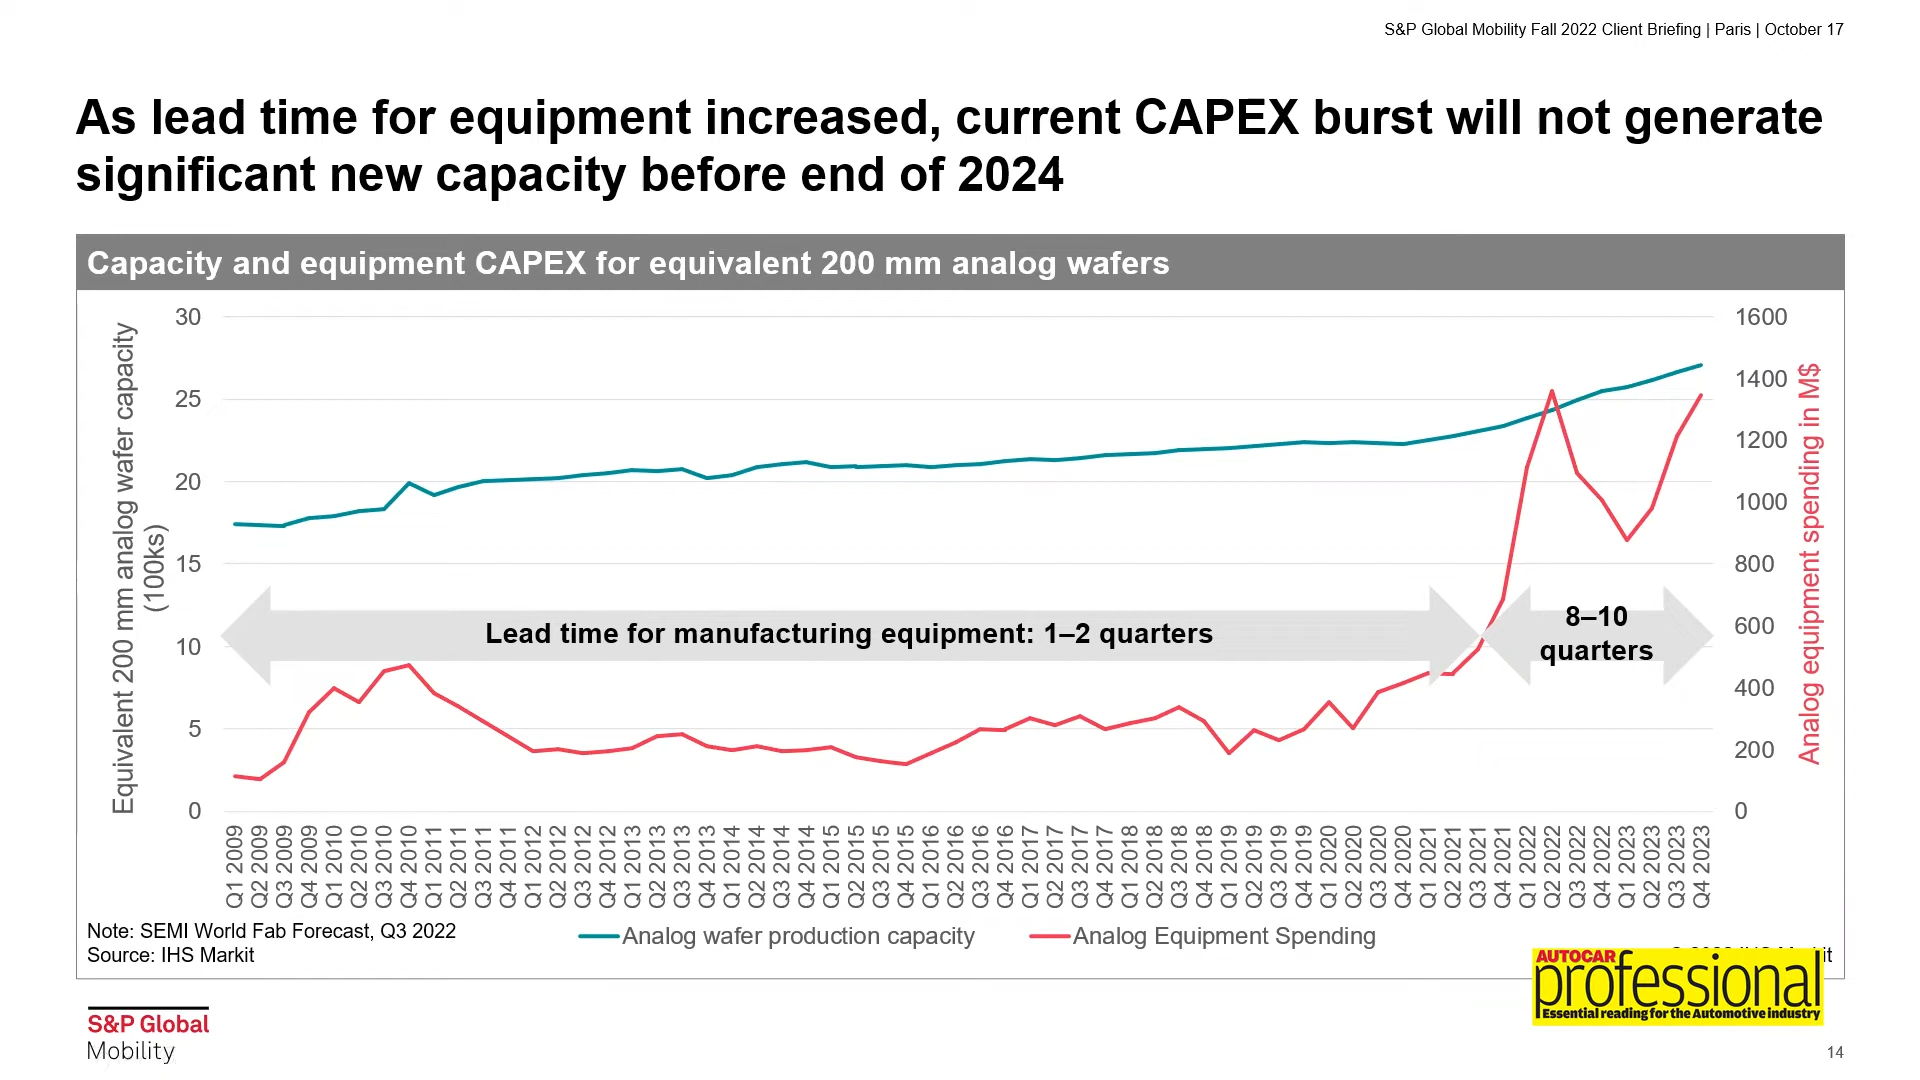 S&P Global Mobility Fall 2022 Client Briefing | Paris | October 17
As lead time for equipment increased, current CAPEX burst will not generate
significant new capacity before end of 2024
Capacity and equipment CAPEX for equivalent 200 mm analog wafers
Equivalent 200 mm analog wafer capacity
(100ks)
30
25
20
15
10
5
0
1600
1400
1200
1000
800
600
400
200
0
Analog equipment spending in M$
Lead time for manufacturing equipment: 1–2 quarters
8–10
quarters
Q1 2009
Q2 2009
Q3 2009
Q4 2009
Q1 2010
Q2 2010
Q3 2010
Q4 2010
Q1 2011
Q2 2011
Q3 2011
Q4 2011
Q1 2012
Q2 2012
Q3 2012
Q4 2012
Q1 2013
Q2 2013
Q3 2013
Q4 2013
Q1 2014
Q2 2014
Q3 2014
Q4 2014
Q1 2015
Q2 2015
Q3 2015
Q4 2015
Q1 2016
Q2 2016
Q3 2016
Q4 2016
Q1 2017
Q2 2017
Q3 2017
Q4 2017
Q1 2018
Q2 2018
Q3 2018
Q4 2018
Q1 2019
Q2 2019
Q3 2019
Q4 2019
Q1 2020
Q2 2020
Q3 2020
Q4 2020
Q1 2021
Q2 2021
Q3 2021
Q4 2021
Q1 2022
Q2 2022
Q3 2022
Q4 2022
Q1 2023
Q2 2023
Q3 2023
Q4 2023
Analog wafer production capacity
Analog Equipment Spending
Note: SEMI World Fab Forecast, Q3 2022
Source: IHS Markit
AUTOCAR
professional
Essential reading for the Automotive industry
S&P Global
Mobility
14